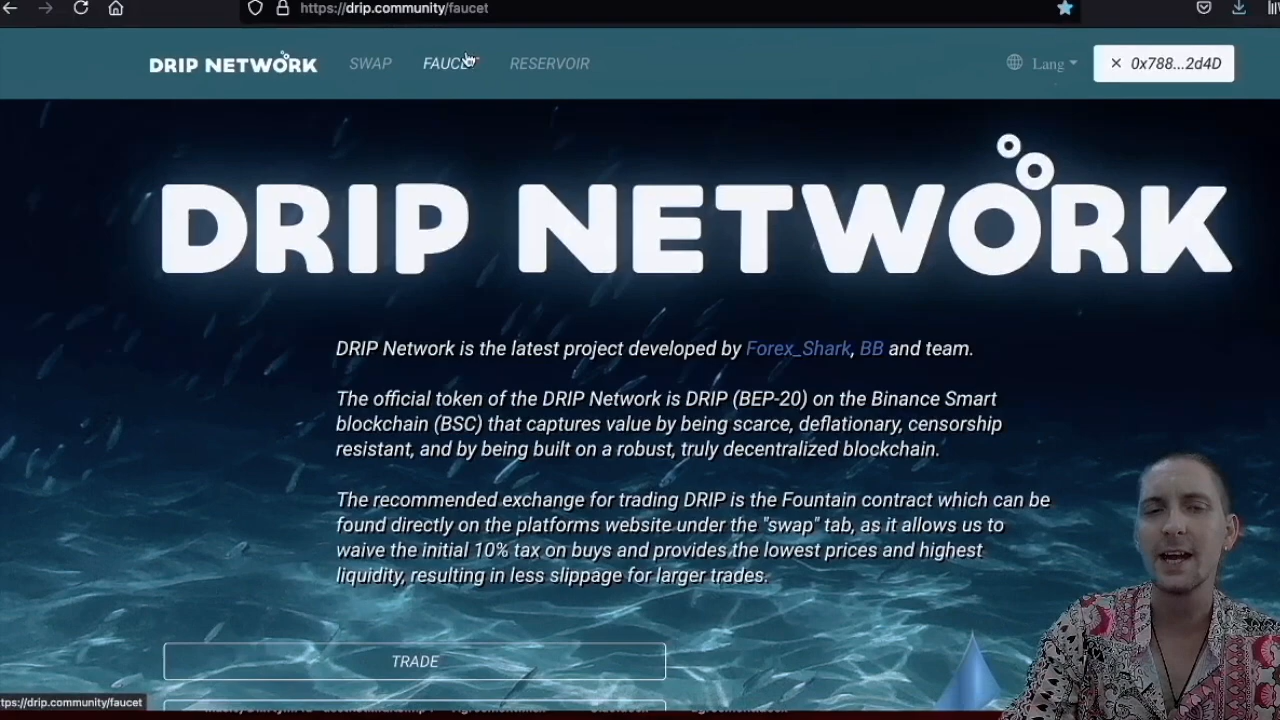 https://drip.community/faucet
DRIP NETWORK SWAP FAUCET RESERVOIR Lang × 0x788...2d4D
DRIP NETWORK
DRIP Network is the latest project developed by Forex_Shark, BB and team.
The official token of the DRIP Network is DRIP (BEP-20) on the Binance Smart
blockchain (BSC) that captures value by being scarce, deflationary, censorship
resistant, and by being built on a robust, truly decentralized blockchain.
The recommended exchange for trading DRIP is the Fountain contract which can be
found directly on the platforms website under the "swap" tab, as it allows us to
waive the initial 10% tax on buys and provides the lowest prices and highest
liquidity, resulting in less slippage for larger trades.
TRADE
tps://drip.community/faucet